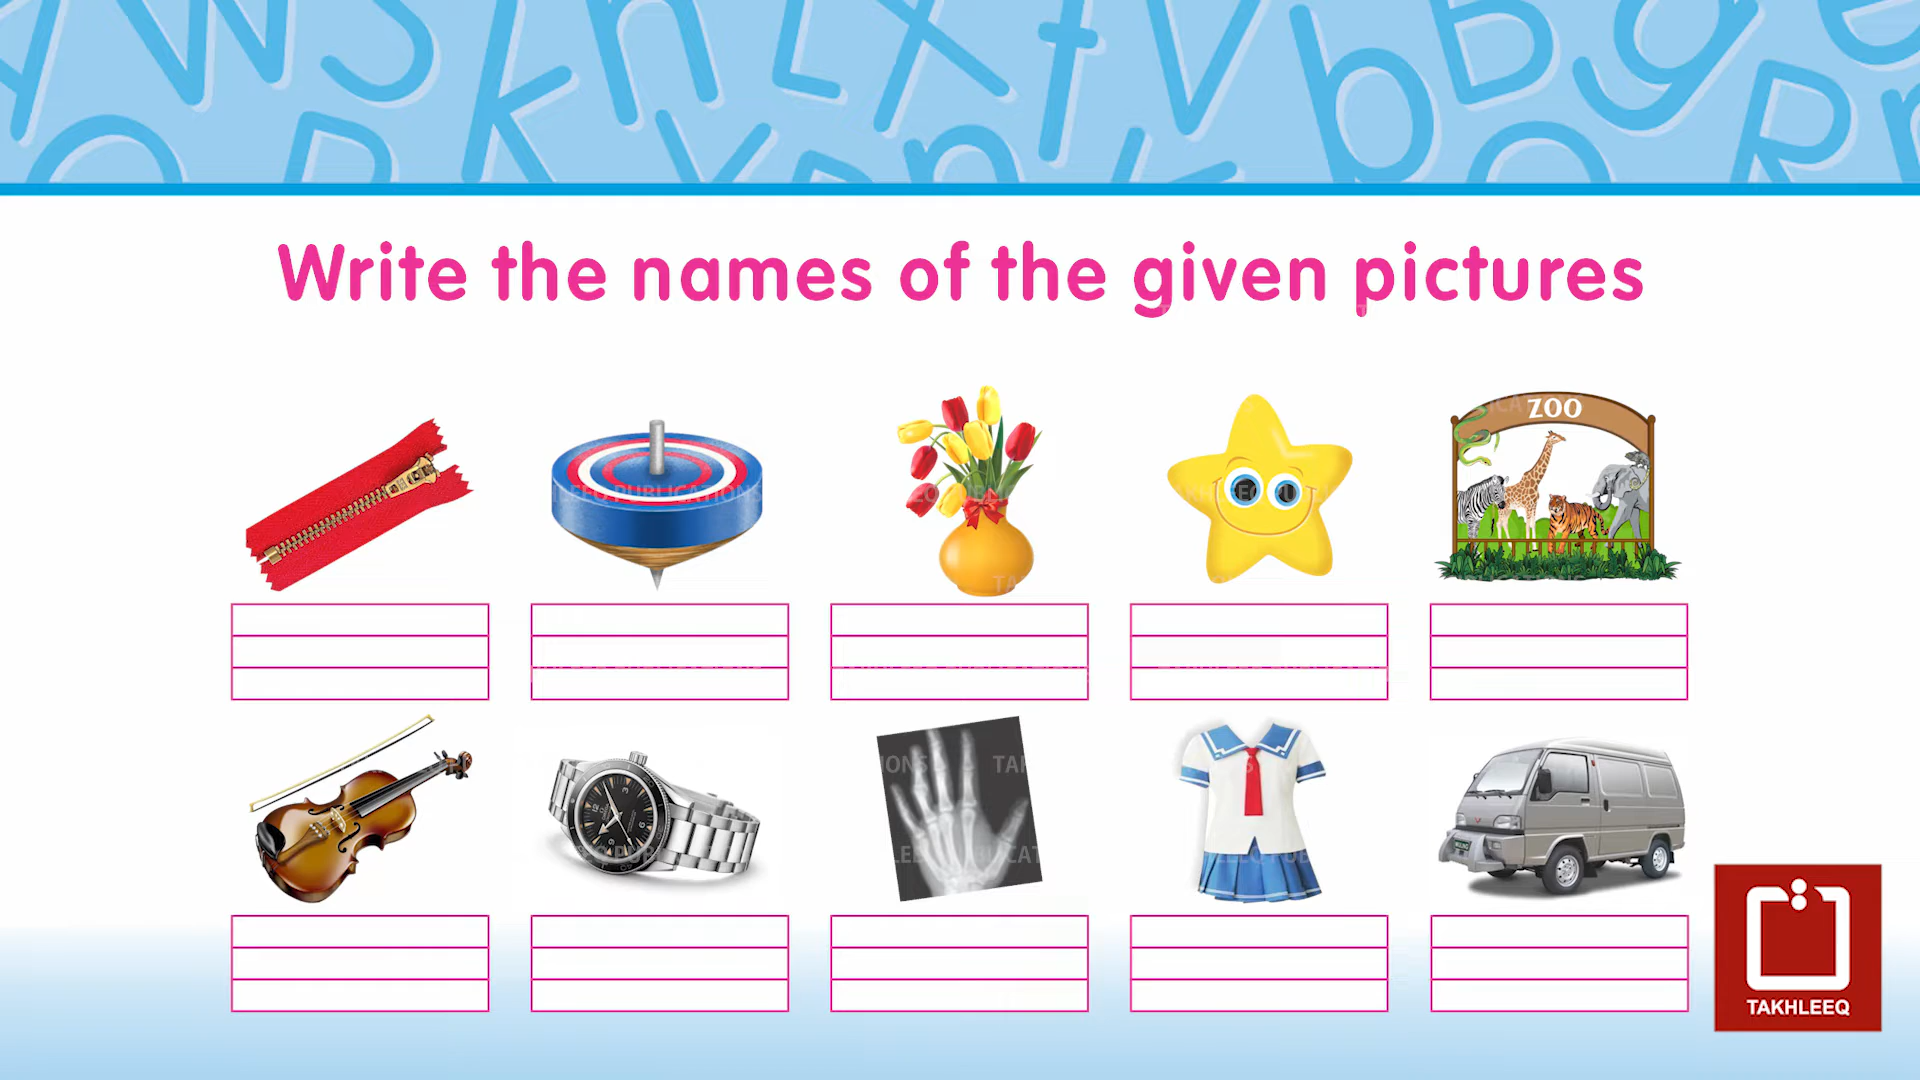 Write the names of the given pictures
ZOO
TAKHLEEQ